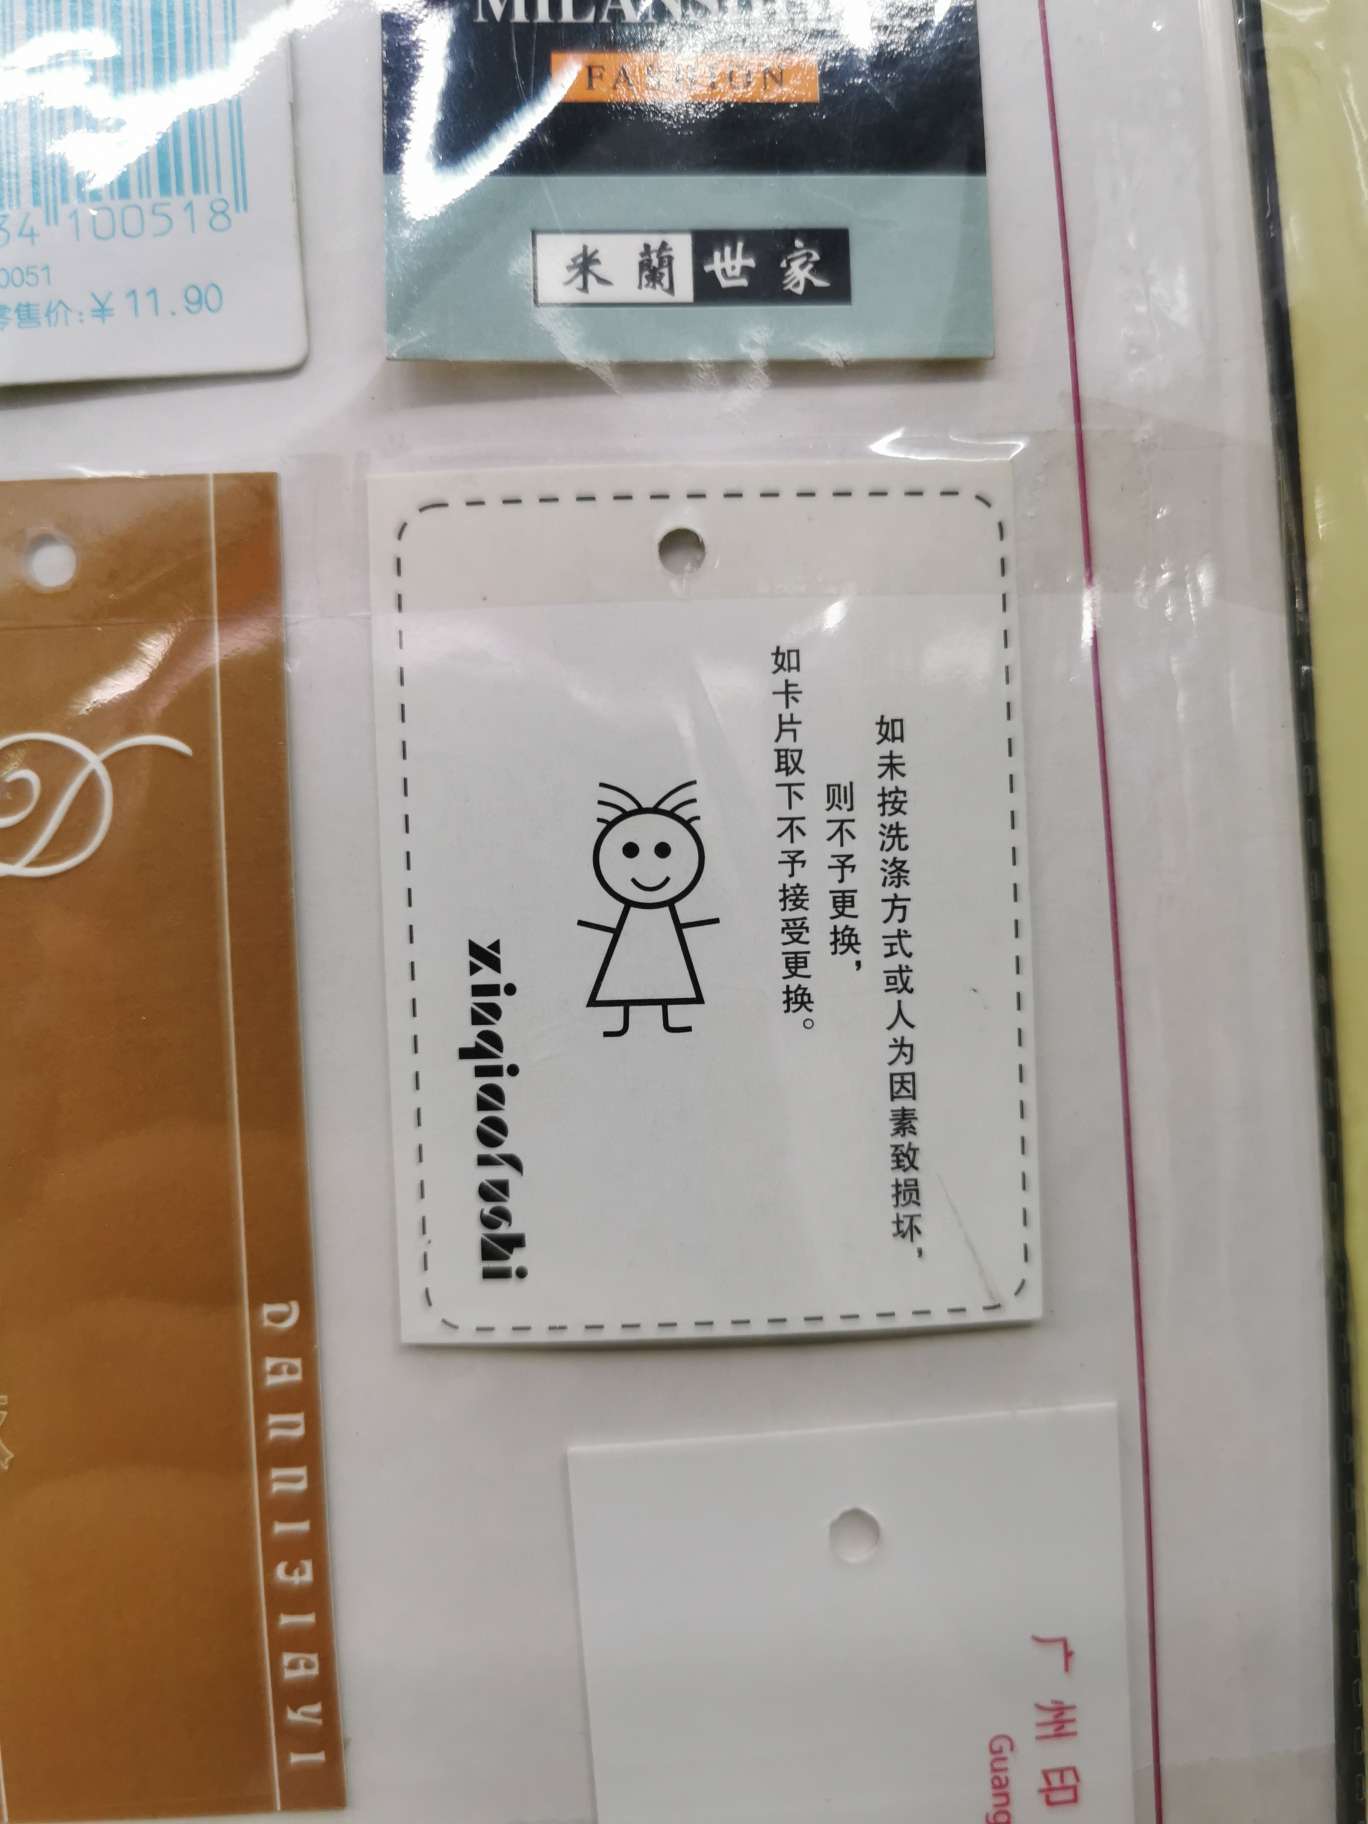 FASHION
米蘭世家
34 100518
0051
零售价:¥11.90
如未按洗涤方式或人为因素致损坏,
则不予更换,
如卡片取下不予接受更换。
xinqiaofushi
广州印
Guang